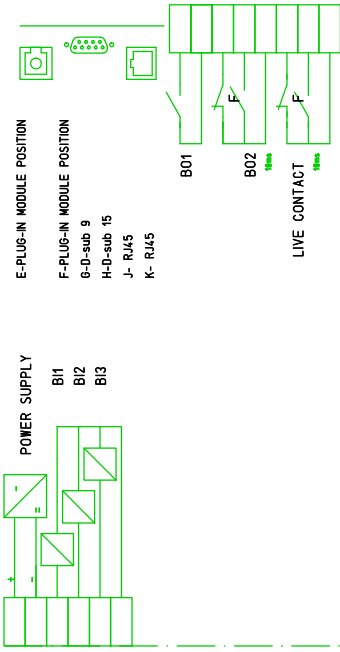 E-PLUG-IN MODULE POSITION
F-PLUG-IN MODULE POSITION
G-D-sub 9
H-D-sub 15
J- RJ45
K- RJ45
BO1
F
BO2
10ms
F
LIVE CONTACT
10ms
POWER SUPPLY
BI1
BI2
BI3
-
=
+
-